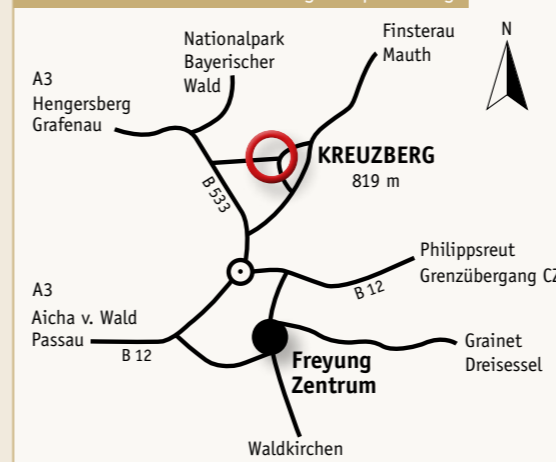 Finsterau
Mauth
N
Nationalpark
Bayerischer
Wald
A3
Hengersberg
Grafenau
KREUZBERG
819 m
B 533
Philippsreut
Grenzübergang CZ
B 12
A3
Aicha v. Wald
Passau
B 12
Freyung
Zentrum
Grainet
Dreisessel
Waldkirchen